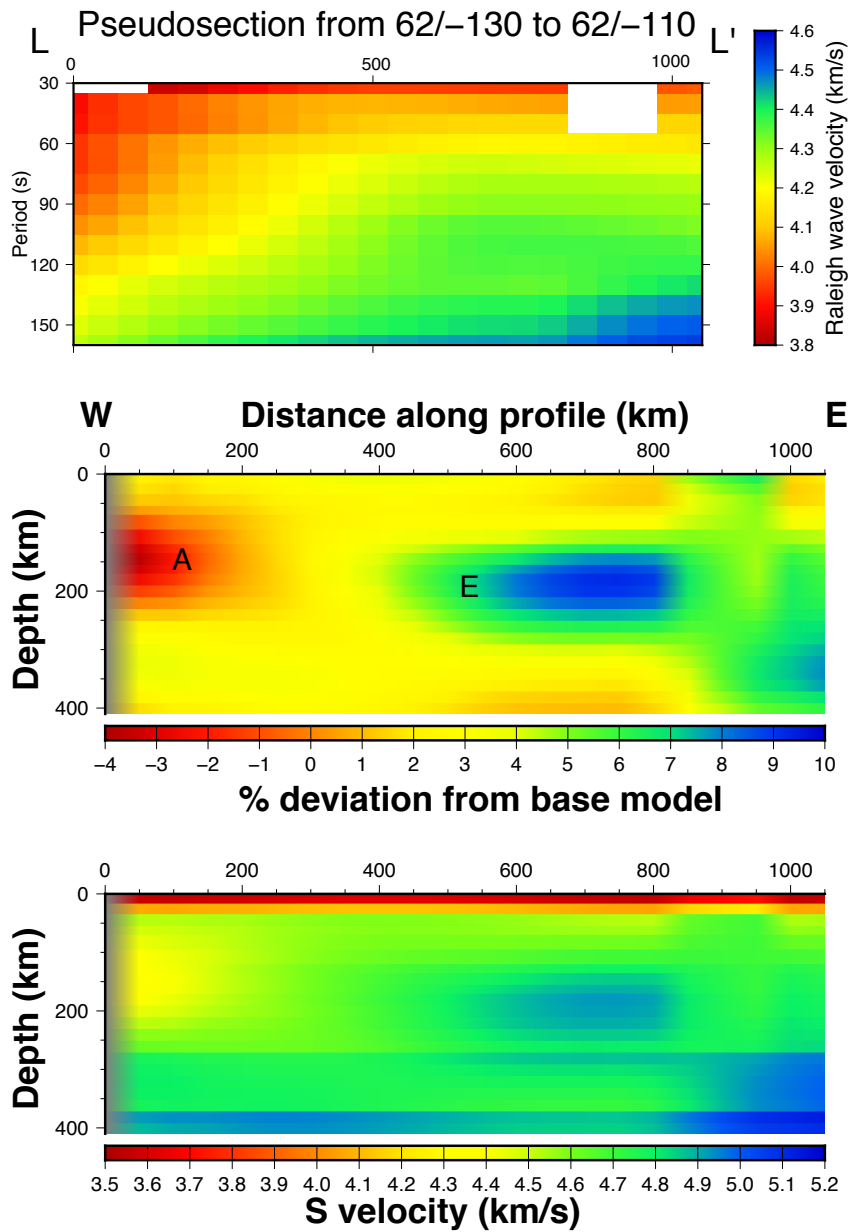 Pseudosection from 62/−130 to 62/−110
L L'
0 500 1000
30
60
90
120
150
Period (s)
4.6
4.5
4.4
4.3
4.2
4.1
4.0
3.9
3.8
Raleigh wave velocity (km/s)
W Distance along profile (km) E
0 200 400 600 800 1000
0
200
400
Depth (km)
A
E
−4 −3 −2 −1 0 1 2 3 4 5 6 7 8 9 10
% deviation from base model
0 200 400 600 800 1000
0
200
400
Depth (km)
3.5 3.6 3.7 3.8 3.9 4.0 4.1 4.2 4.3 4.4 4.5 4.6 4.7 4.8 4.9 5.0 5.1 5.2
S velocity (km/s)